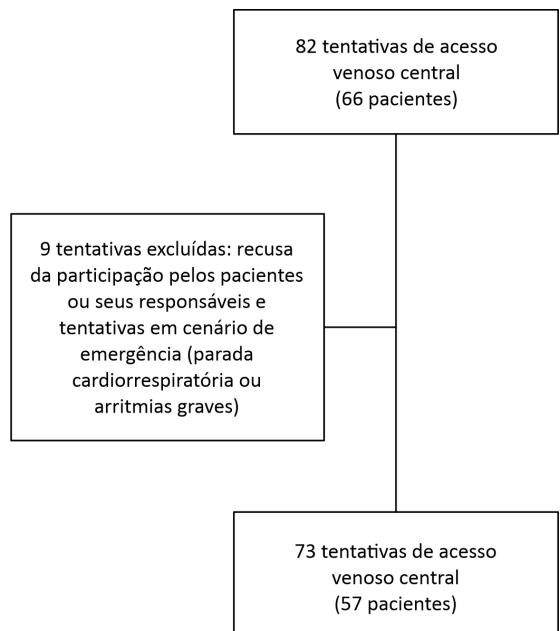 82 tentativas de acesso
venoso central
(66 pacientes)
9 tentativas excluídas: recusa
da participação pelos pacientes
ou seus responsáveis e
tentativas em cenário de
emergência (parada
cardiorrespiratória ou
arritmias graves)
73 tentativas de acesso
venoso central
(57 pacientes)